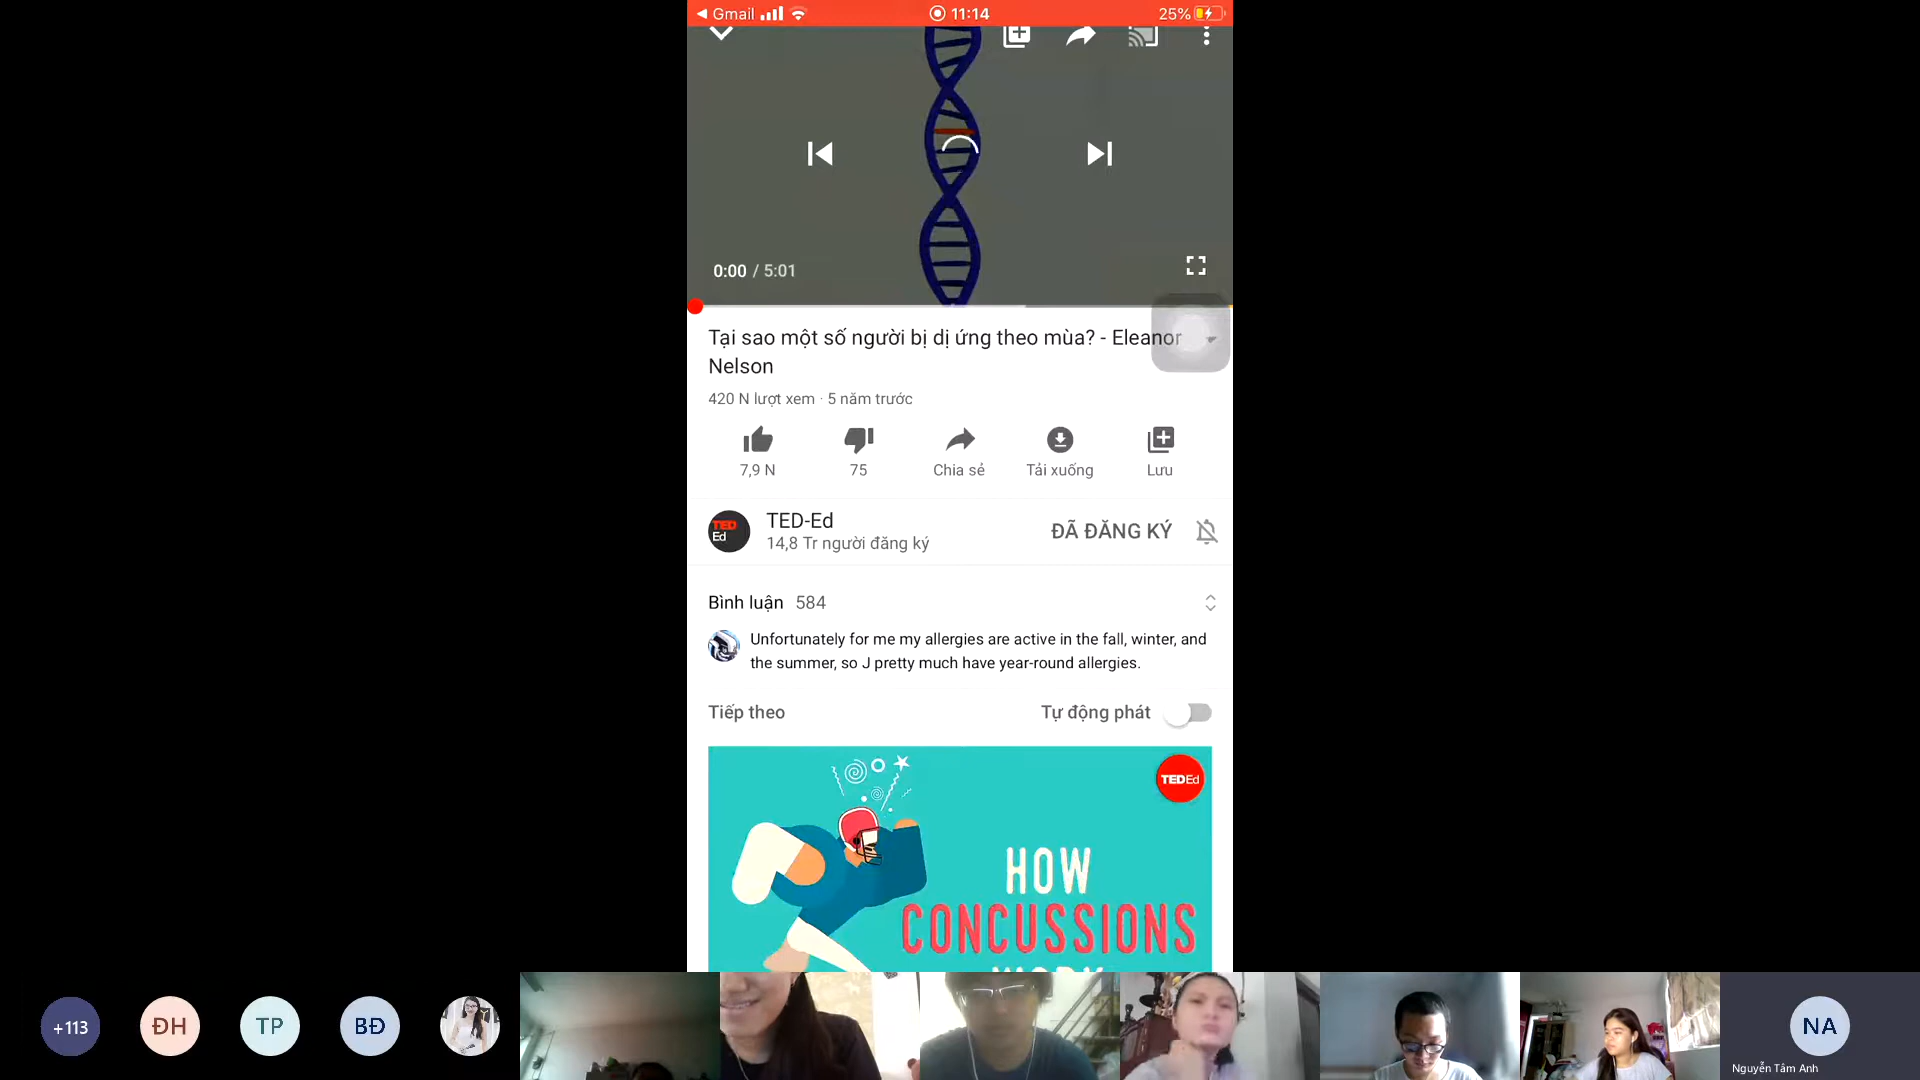 Gmail
11:14
25%
0:00 / 5:01
Tại sao một số người bị dị ứng theo mùa? - Eleanor
Nelson
420 N lượt xem · 5 năm trước
7,9 N
75
Chia sẻ
Tải xuống
Lưu
TED
Ed
TED-Ed
14,8 Tr người đăng ký
ĐÃ ĐĂNG KÝ
Bình luận 584
Unfortunately for me my allergies are active in the fall, winter, and
the summer, so J pretty much have year-round allergies.
Tiếp theo
Tự động phát
TEDEd
HOW
CONCUSSIONS
WORK
+113
ĐH
TP
BĐ
NA
Nguyễn Tâm Anh